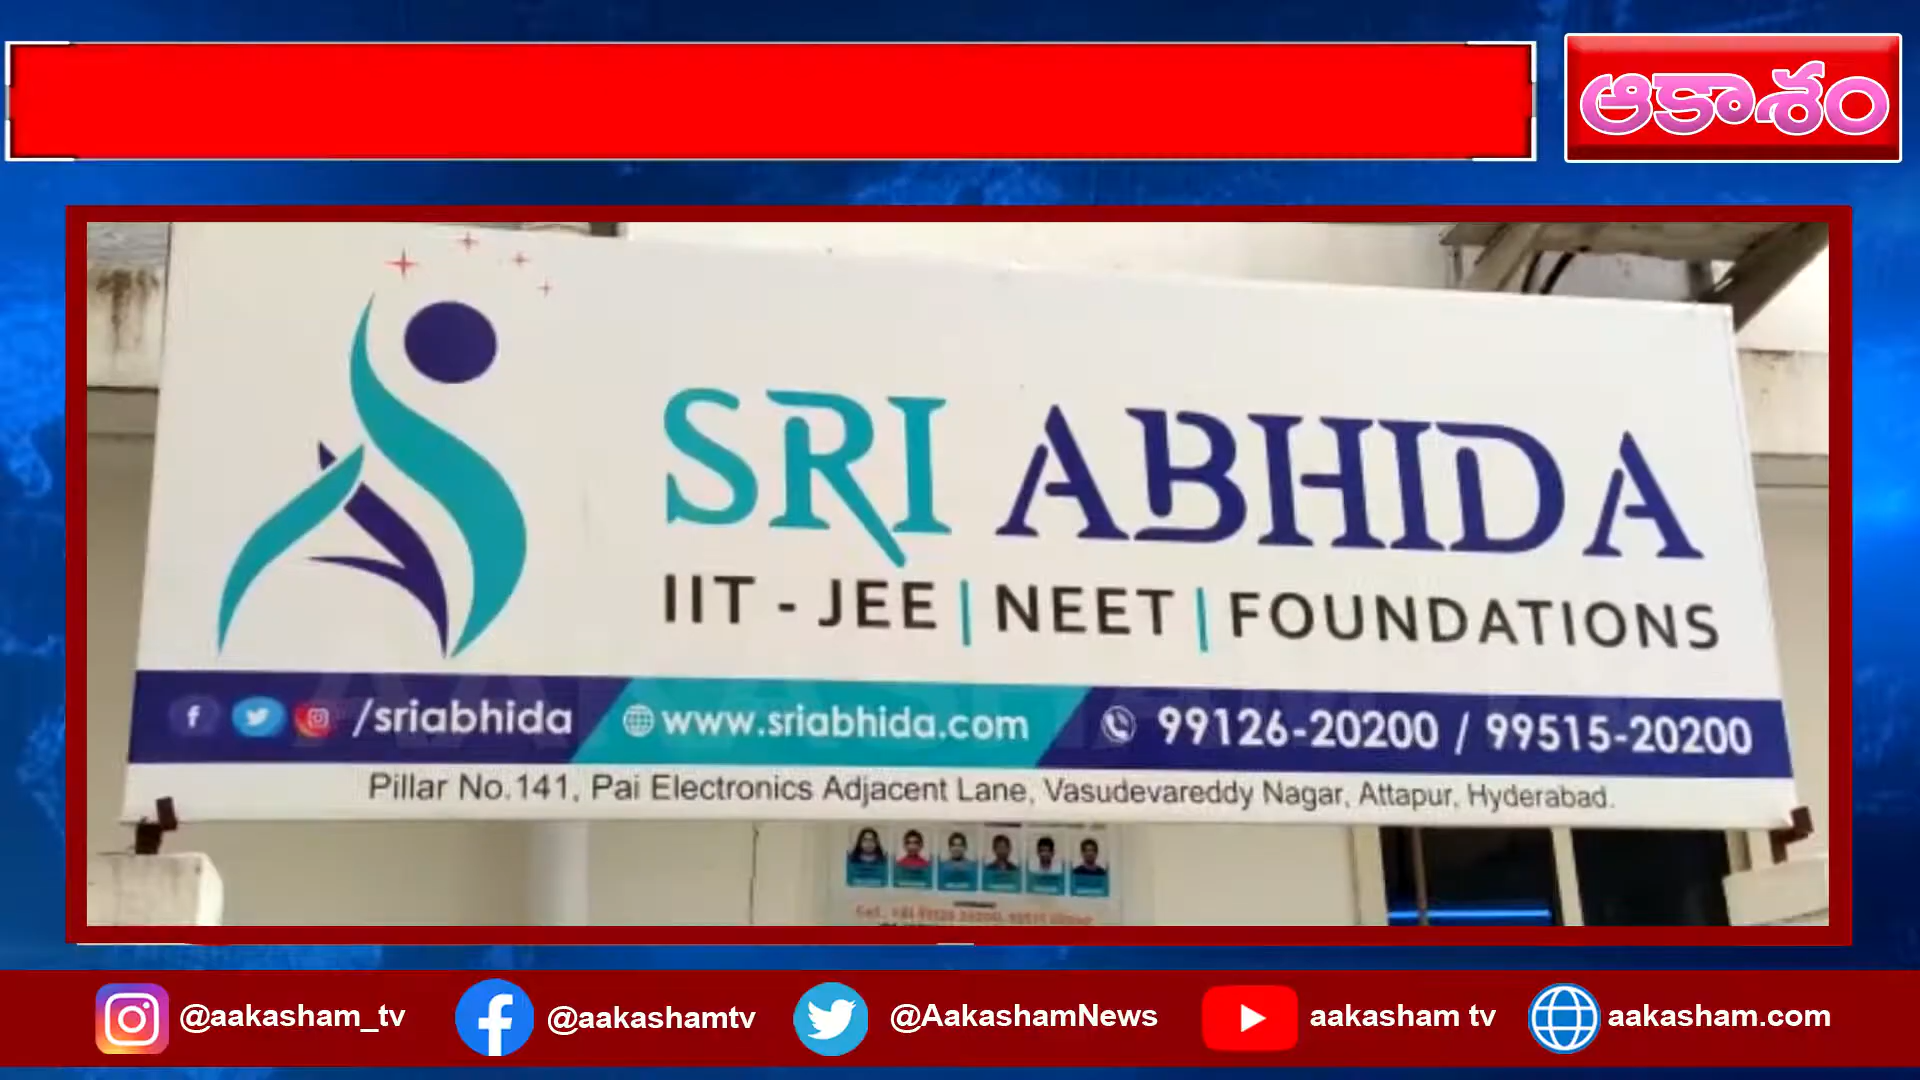 ఆకాశం
SRI ABHIDA
IIT - JEE | NEET | FOUNDATIONS
/sriabhida www.sriabhida.com 99126-20200 / 99515-20200
Pillar No.141, Pai Electronics Adjacent Lane, Vasudevareddy Nagar, Attapur, Hyderabad.
@aakasham_tv @aakashamtv @AakashamNews aakasham tv aakasham.com